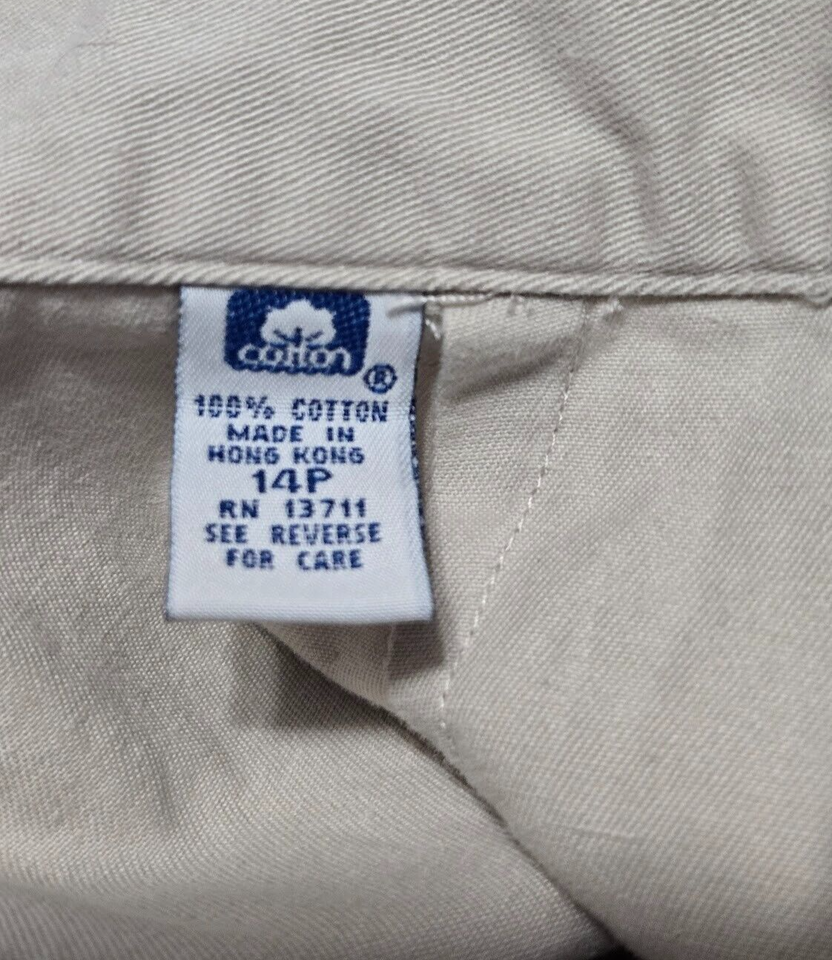 cotton
®
100% COTTON
MADE IN
HONG KONG
14P
RN 13711
SEE REVERSE
FOR CARE